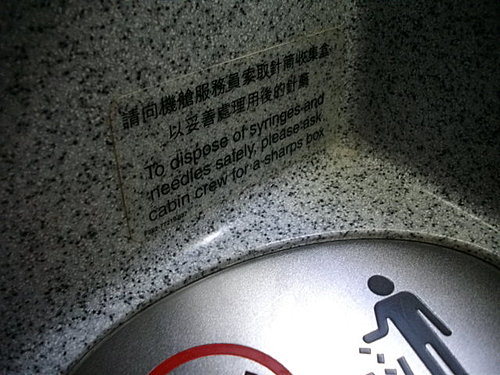 請向機艙服務員索取針筒收集盒
以妥善處理用後的針筒
To dispose of syringes and
needles safely, please ask
cabin crew for a sharps box